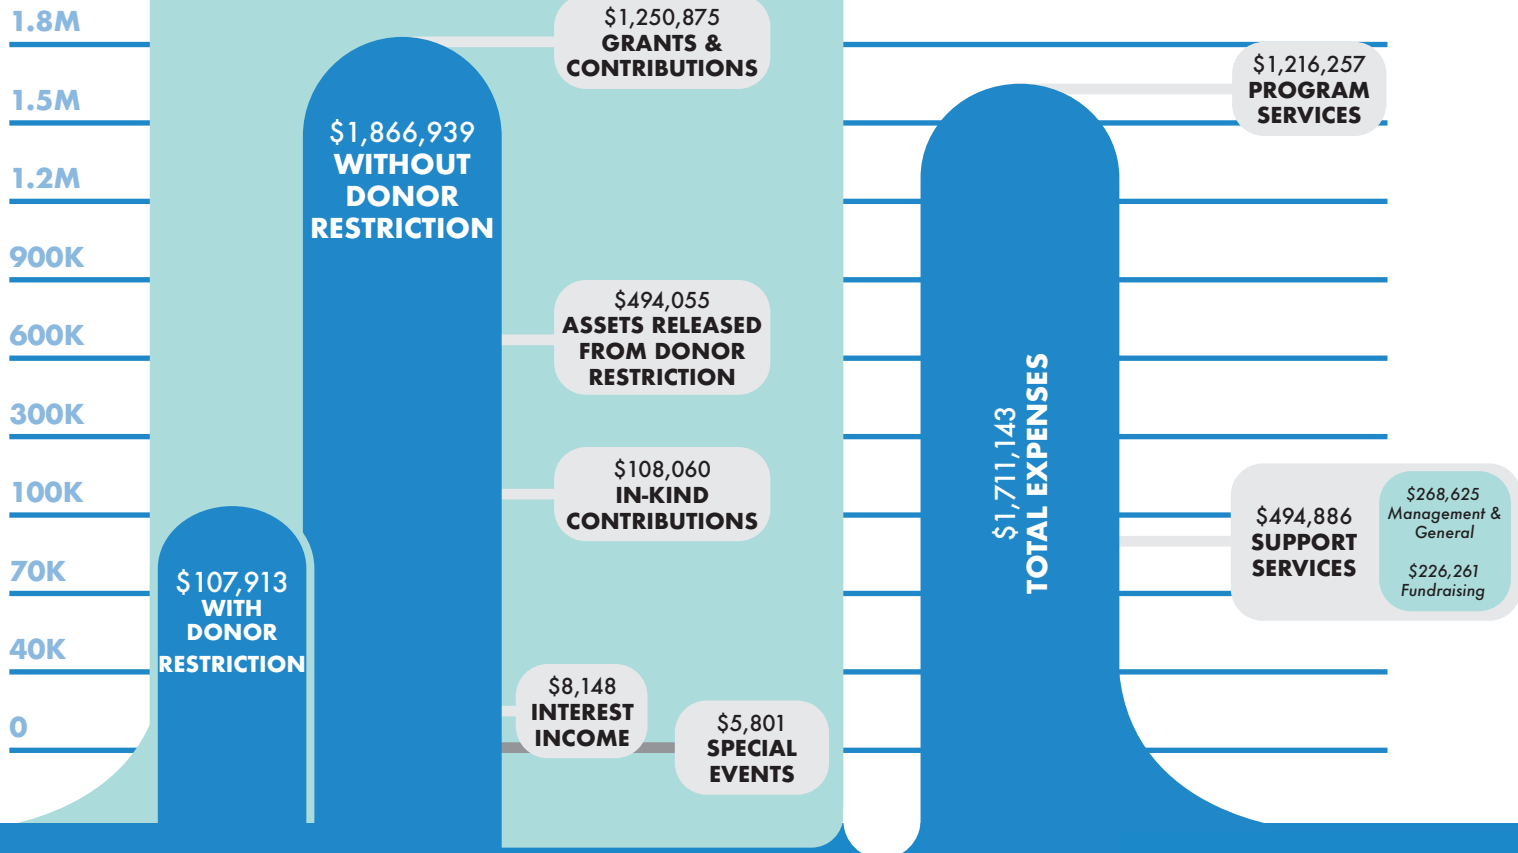 1.8M
1.5M
1.2M
900K
600K
300K
100K
70K
40K
0
$107,913
WITH
DONOR
RESTRICTION
$1,866,939
WITHOUT
DONOR
RESTRICTION
$1,250,875
GRANTS &
CONTRIBUTIONS
$494,055
ASSETS RELEASED
FROM DONOR
RESTRICTION
$108,060
IN-KIND
CONTRIBUTIONS
$8,148
INTEREST
INCOME
$5,801
SPECIAL
EVENTS
$1,711,143
TOTAL EXPENSES
$1,216,257
PROGRAM
SERVICES
$494,886
SUPPORT
SERVICES
$268,625
Management &
General
$226,261
Fundraising